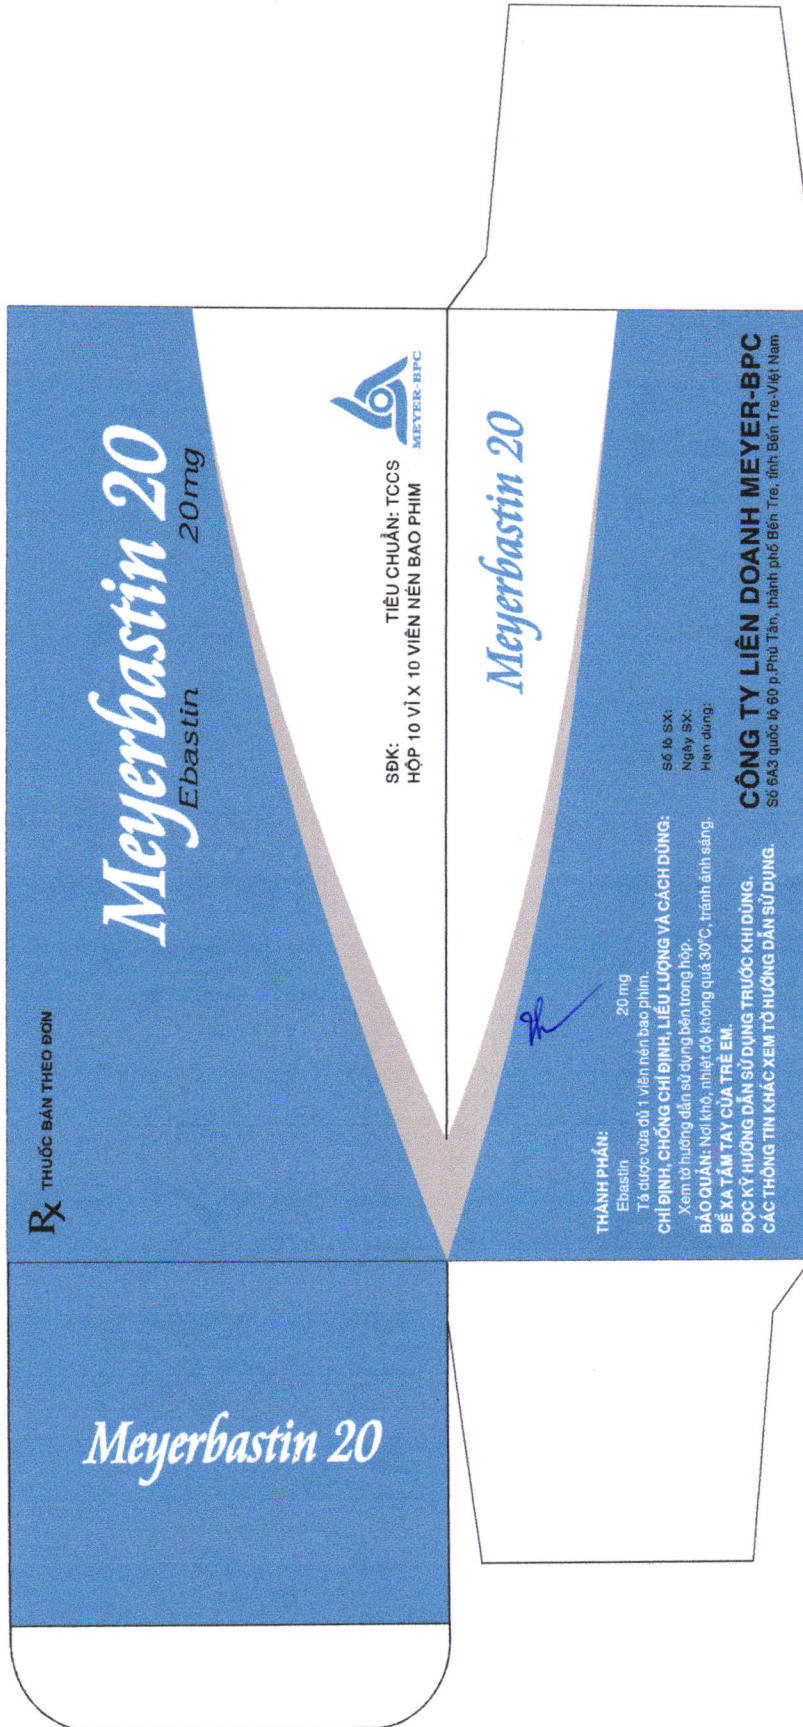 Rx THUỐC BÁN THEO ĐƠN
Meyerbastin 20
Ebastin 20mg
SĐK: TIÊU CHUẨN: TCCS
HỘP 10 VỈ X 10 VIÊN NÉN BAO PHIM
MEYER-BPC
Meyerbastin 20
THÀNH PHẦN:
Ebastin 20 mg
Tá dược vừa đủ 1 viên nén bao phim.
CHỈ ĐỊNH, CHỐNG CHỈ ĐỊNH, LIỀU LƯỢNG VÀ CÁCH DÙNG:
Xem tờ hướng dẫn sử dụng bên trong hộp.
BẢO QUẢN: Nơi khô, nhiệt độ không quá 30°C, tránh ánh sáng.
ĐỂ XA TẦM TAY CỦA TRẺ EM.
ĐỌC KỸ HƯỚNG DẪN SỬ DỤNG TRƯỚC KHI DÙNG.
CÁC THÔNG TIN KHÁC XEM TỜ HƯỚNG DẪN SỬ DỤNG.
Số lô SX:
Ngày SX:
Hạn dùng:
CÔNG TY LIÊN DOANH MEYER-BPC
Số 6A3 quốc lộ 60 p.Phú Tân, thành phố Bến Tre, tỉnh Bến Tre-Việt Nam
Meyerbastin 20